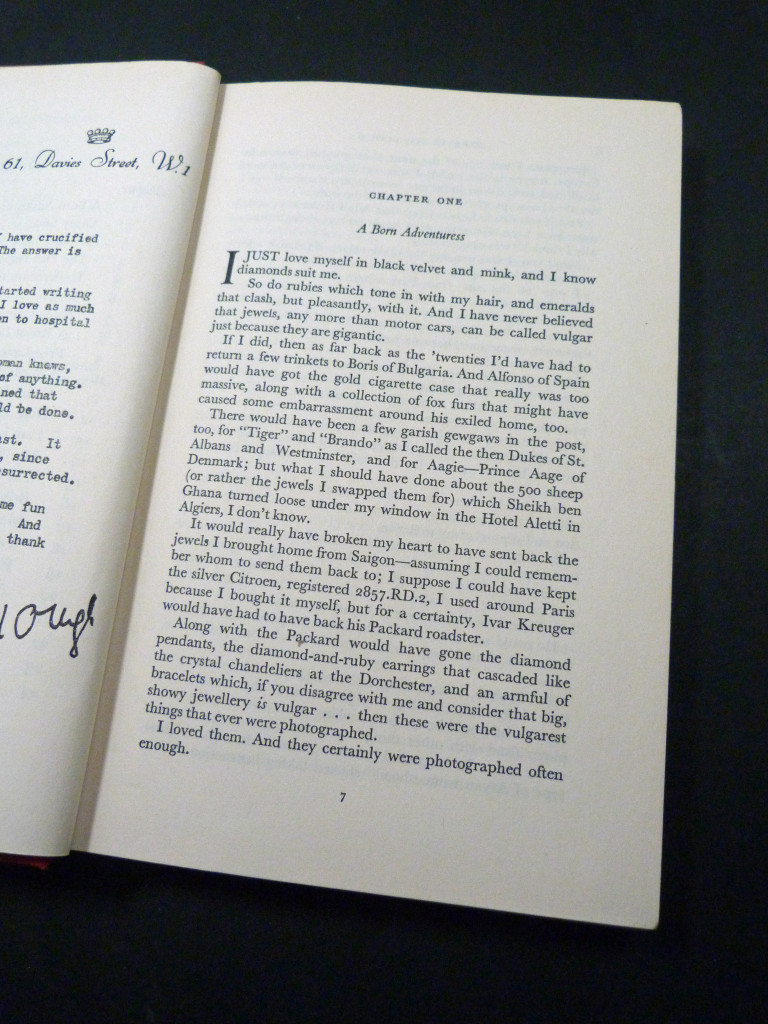 61, Davies Street, W.1
I have crucified
The answer is
started writing
I love as much
en to hospital
oman knows,
of anything.
ned that
ld be done.
ast. It
, since
surrected.
me fun
And
thank
CHAPTER ONE
A Born Adventuress
I JUST love myself in black velvet and mink, and I know
diamonds suit me.
So do rubies which tone in with my hair, and emeralds
that clash, but pleasantly, with it. And I have never believed
that jewels, any more than motor cars, can be called vulgar
just because they are gigantic.
If I did, then as far back as the 'twenties I'd have had to
return a few trinkets to Boris of Bulgaria. And Alfonso of Spain
would have got the gold cigarette case that really was too
massive, along with a collection of fox furs that might have
caused some embarrassment around his exiled home, too.
There would have been a few garish gewgaws in the post,
too, for "Tiger" and "Brando" as I called the then Dukes of St.
Albans and Westminster, and for Aagie—Prince Aage of
Denmark; but what I should have done about the 500 sheep
(or rather the jewels I swapped them for) which Sheikh ben
Ghana turned loose under my window in the Hotel Aletti in
Algiers, I don't know.
It would really have broken my heart to have sent back the
jewels I brought home from Saigon—assuming I could remem-
ber whom to send them back to; I suppose I could have kept
the silver Citroen, registered 2857.RD.2, I used around Paris
because I bought it myself, but for a certainty, Ivar Kreuger
would have had to have back his Packard roadster.
Along with the Packard would have gone the diamond
pendants, the diamond-and-ruby earrings that cascaded like
the crystal chandeliers at the Dorchester, and an armful of
bracelets which, if you disagree with me and consider that big,
showy jewellery is vulgar . . . then these were the vulgarest
things that ever were photographed.
I loved them. And they certainly were photographed often
enough.
7